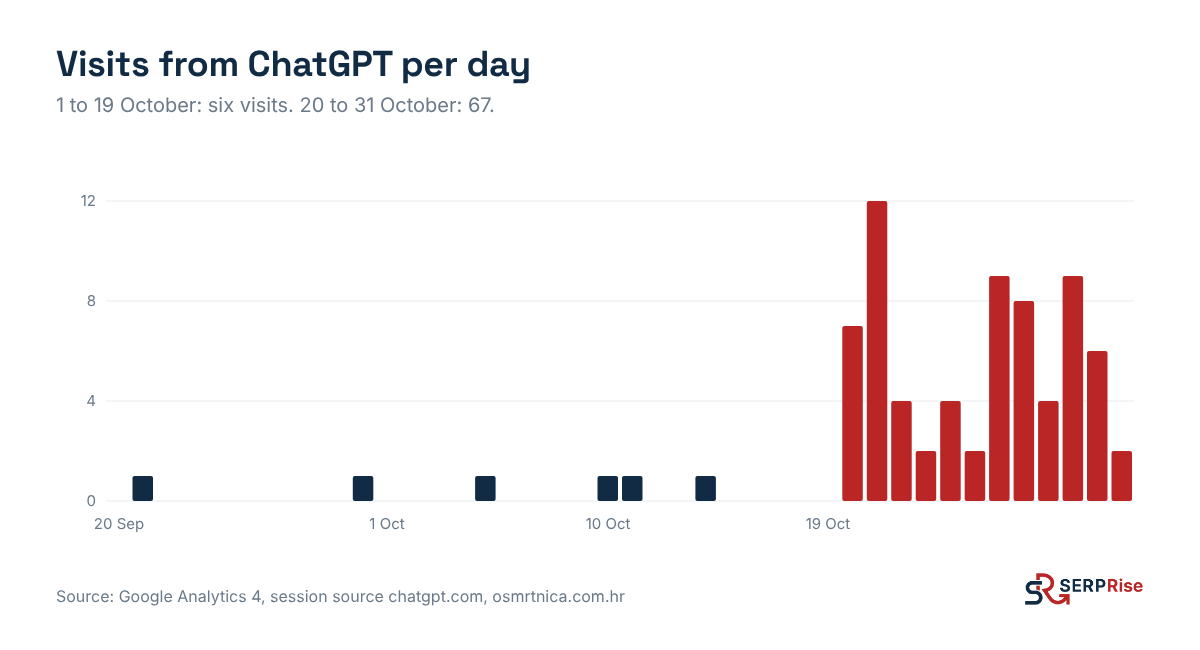 Visits from ChatGPT per day
1 to 19 October: six visits. 20 to 31 October: 67.
12
8
4
0
20 Sep
1 Oct
10 Oct
19 Oct
Source: Google Analytics 4, session source chatgpt.com, osmrtnica.com.hr
SR SERPRise